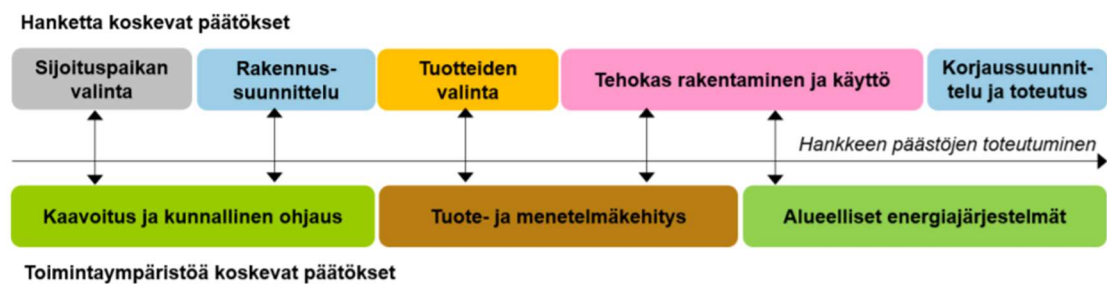 Hanketta koskevat päätökset
Sijoituspaikan
valinta
Rakennus-
suunnittelu
Tuotteiden
valinta
Tehokas rakentaminen ja käyttö
Korjaussuunnit-
telu ja toteutus
Hankkeen päästöjen toteutuminen
Kaavoitus ja kunnallinen ohjaus
Tuote- ja menetelmäkehitys
Alueelliset energiajärjestelmät
Toimintaympäristöä koskevat päätökset